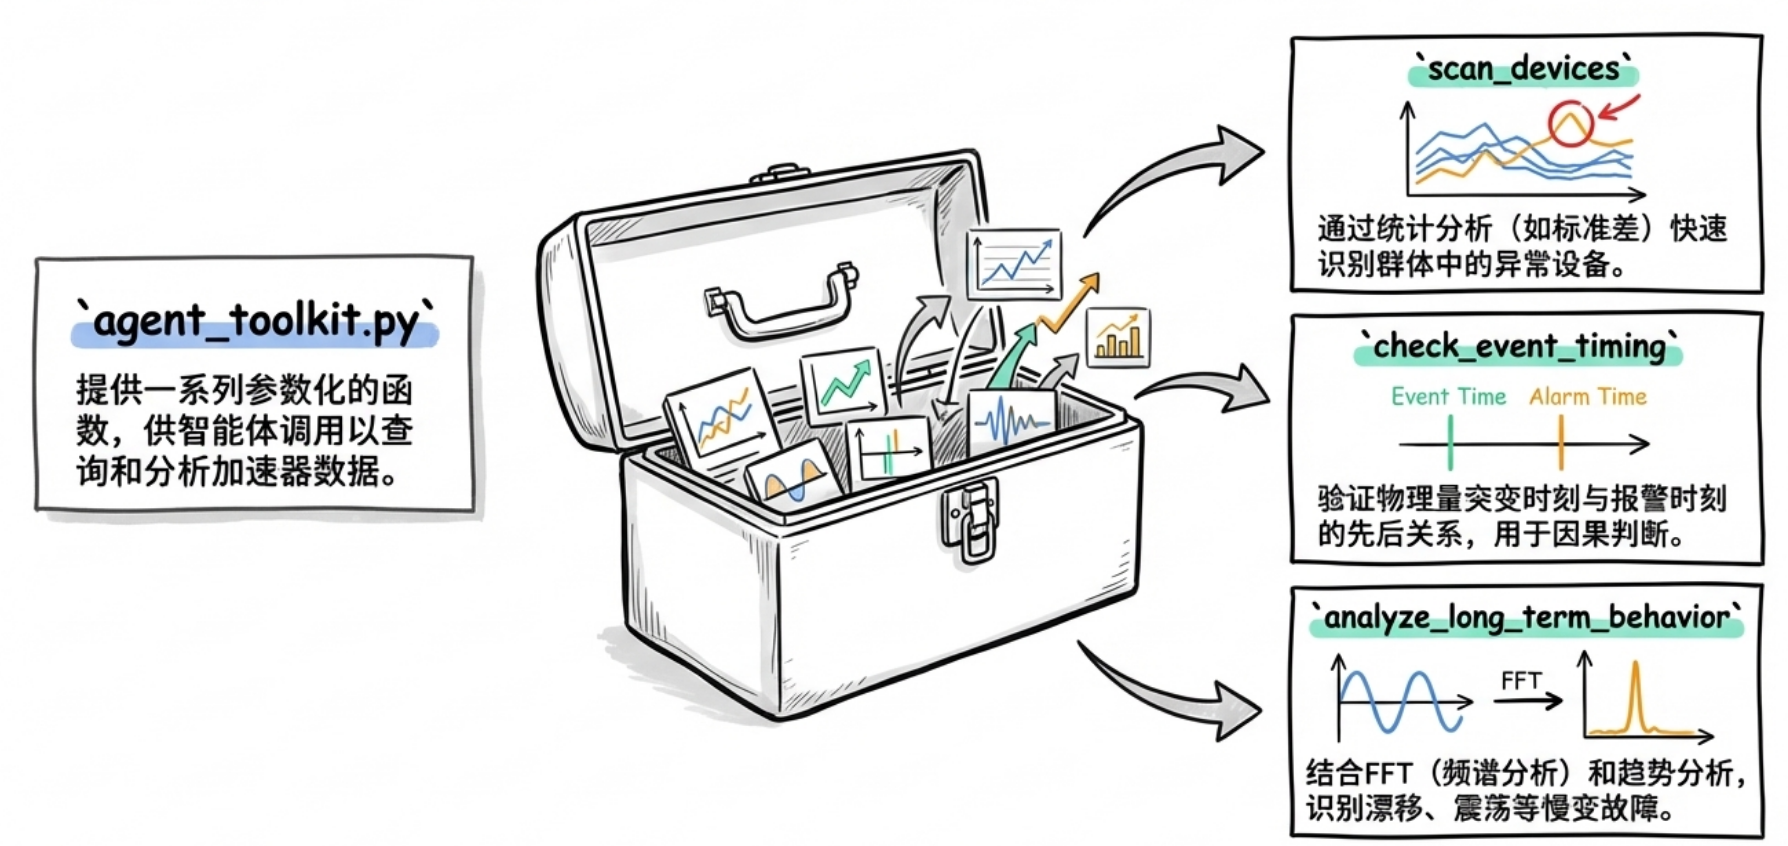 `agent_toolkit.py`
提供一系列参数化的函
数，供智能体调用以查
询和分析加速器数据。
`scan_devices`
通过统计分析（如标准差）快速
识别群体中的异常设备。
`check_event_timing`
Event Time Alarm Time
验证物理量突变时刻与报警时刻
的先后关系，用于因果判断。
`analyze_long_term_behavior`
FFT
结合FFT（频谱分析）和趋势分析，
识别漂移、震荡等慢变故障。